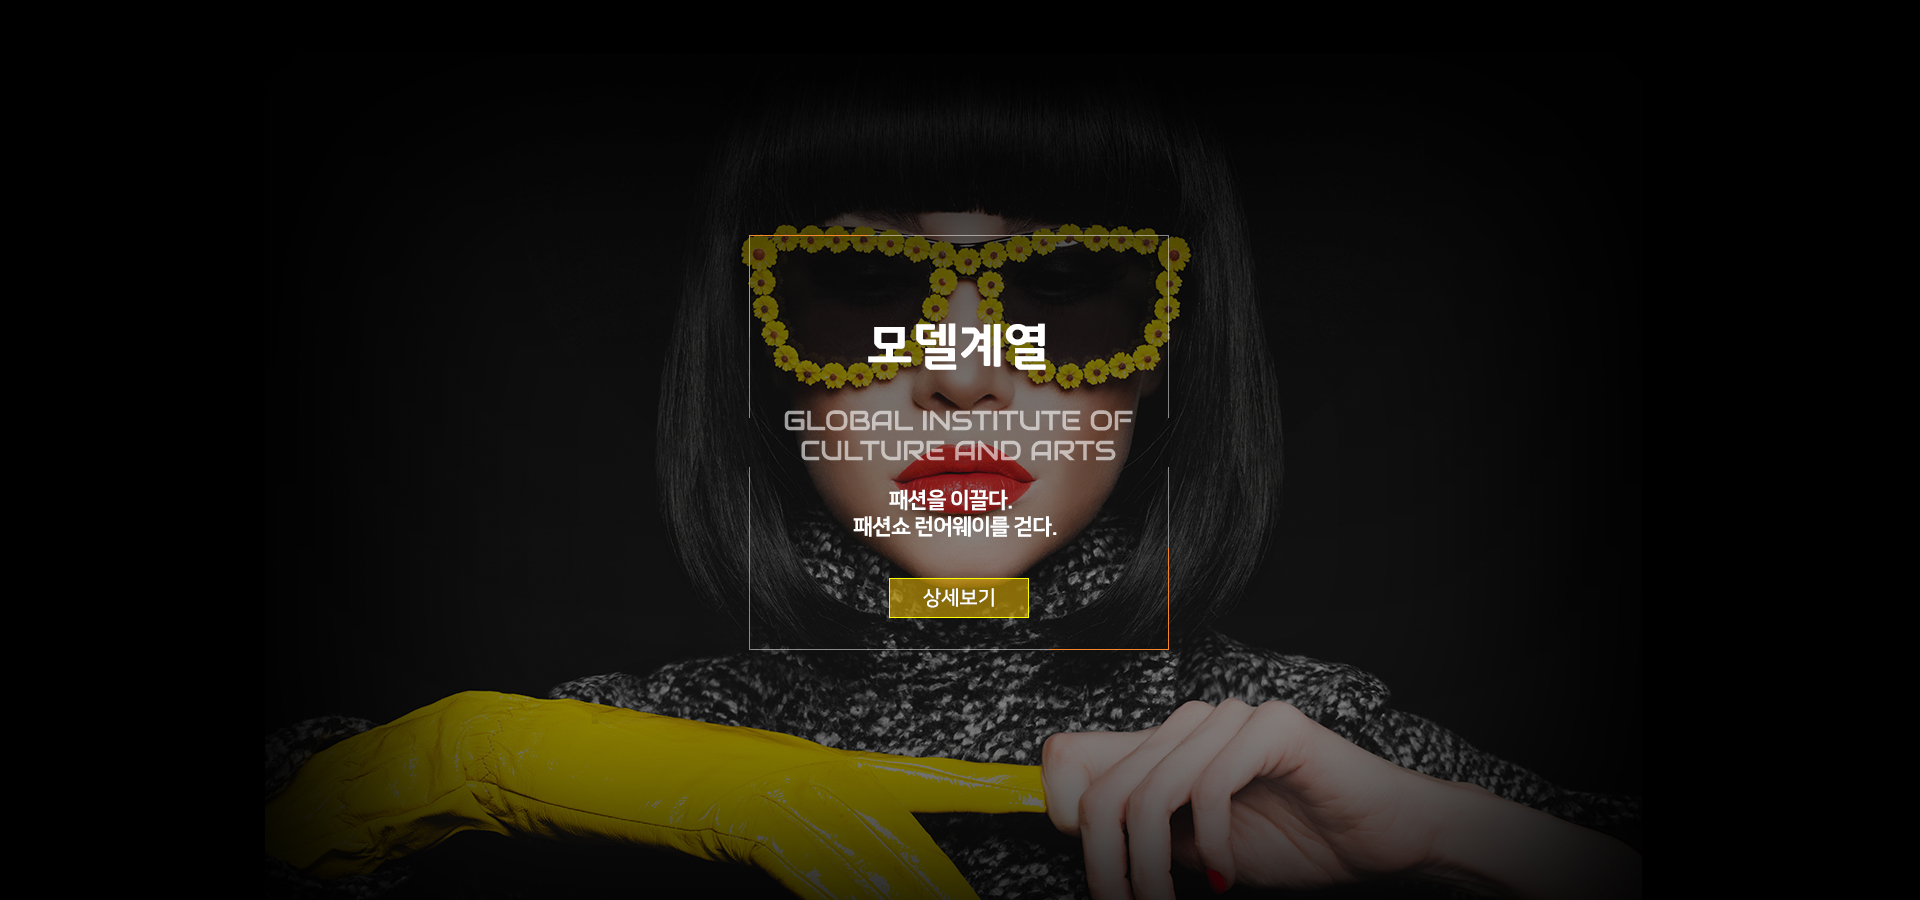 모델계열
GLOBAL INSTITUTE OF
CULTURE AND ARTS
패션을 이끌다.
패션쇼 런어웨이를 걷다.
상세보기